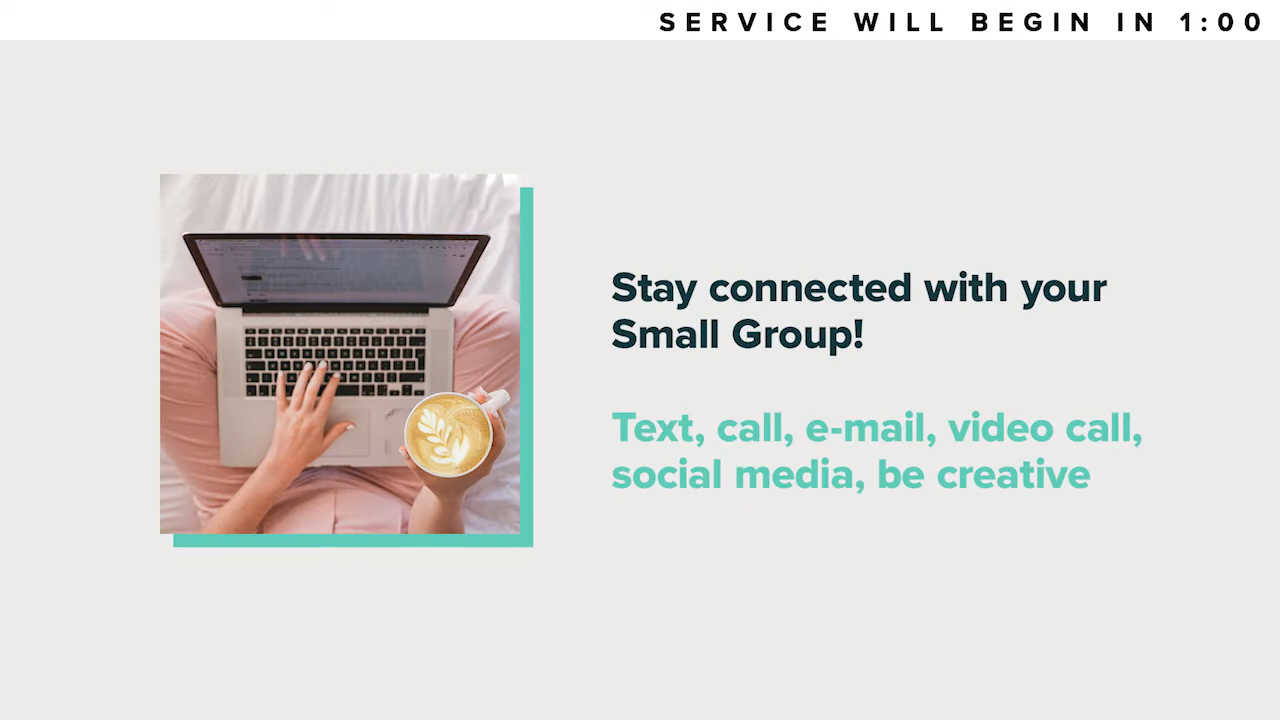 SERVICE WILL BEGIN IN 1:00
Stay connected with your
Small Group!
Text, call, e-mail, video call,
social media, be creative